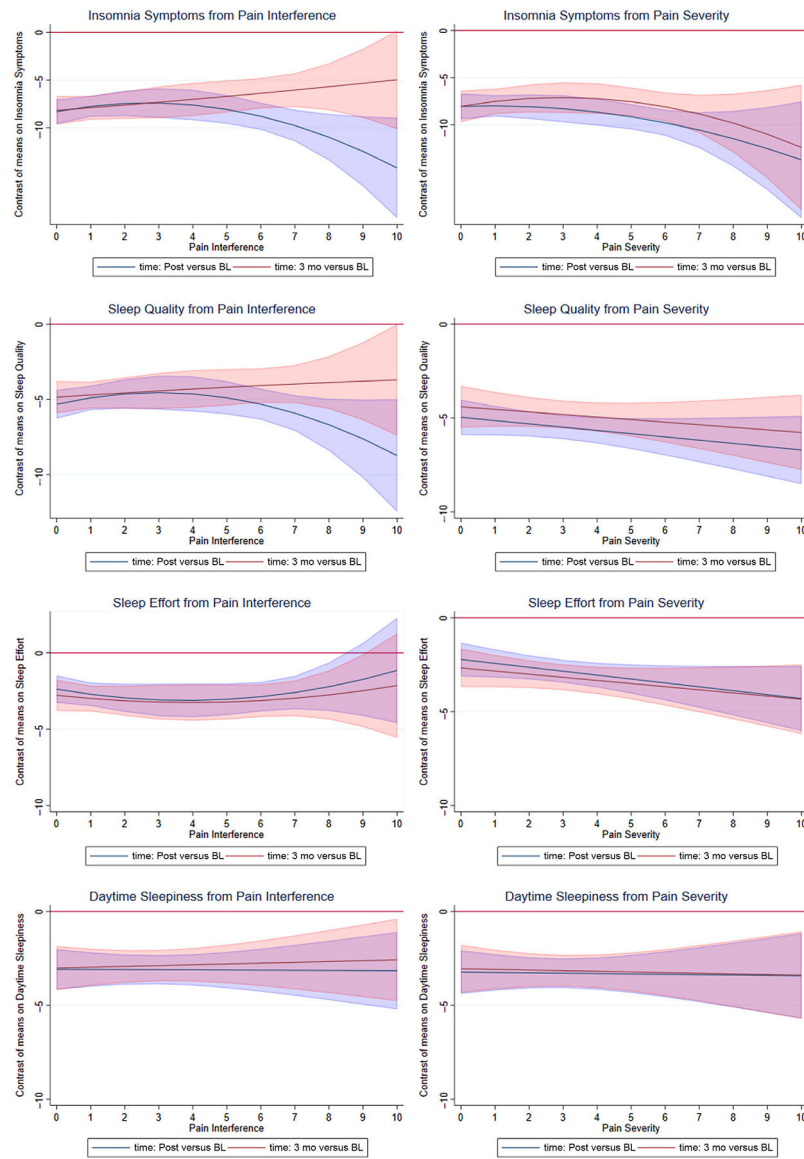 Insomnia Symptoms from Pain Interference
Contrast of means on Insomnia Symptoms
0
−5
−10
0 1 2 3 4 5 6 7 8 9 10
Pain Interference
time: Post versus BL time: 3 mo versus BL
Insomnia Symptoms from Pain Severity
Contrast of means on Insomnia Symptoms
0
−5
−10
0 1 2 3 4 5 6 7 8 9 10
Pain Severity
time: Post versus BL time: 3 mo versus BL
Sleep Quality from Pain Interference
Contrast of means on Sleep Quality
0
−5
−10
0 1 2 3 4 5 6 7 8 9 10
Pain Interference
time: Post versus BL time: 3 mo versus BL
Sleep Quality from Pain Severity
Contrast of means on Sleep Quality
0
−5
−10
0 1 2 3 4 5 6 7 8 9 10
Pain Severity
time: Post versus BL time: 3 mo versus BL
Sleep Effort from Pain Interference
Contrast of means on Sleep Effort
0
−5
−10
0 1 2 3 4 5 6 7 8 9 10
Pain Interference
time: Post versus BL time: 3 mo versus BL
Sleep Effort from Pain Severity
Contrast of means on Sleep Effort
0
−5
−10
0 1 2 3 4 5 6 7 8 9 10
Pain Severity
time: Post versus BL time: 3 mo versus BL
Daytime Sleepiness from Pain Interference
Contrast of means on Daytime Sleepiness
0
−5
−10
0 1 2 3 4 5 6 7 8 9 10
Pain Interference
time: Post versus BL time: 3 mo versus BL
Daytime Sleepiness from Pain Severity
Contrast of means on Daytime Sleepiness
0
−5
−10
0 1 2 3 4 5 6 7 8 9 10
Pain Severity
time: Post versus BL time: 3 mo versus BL